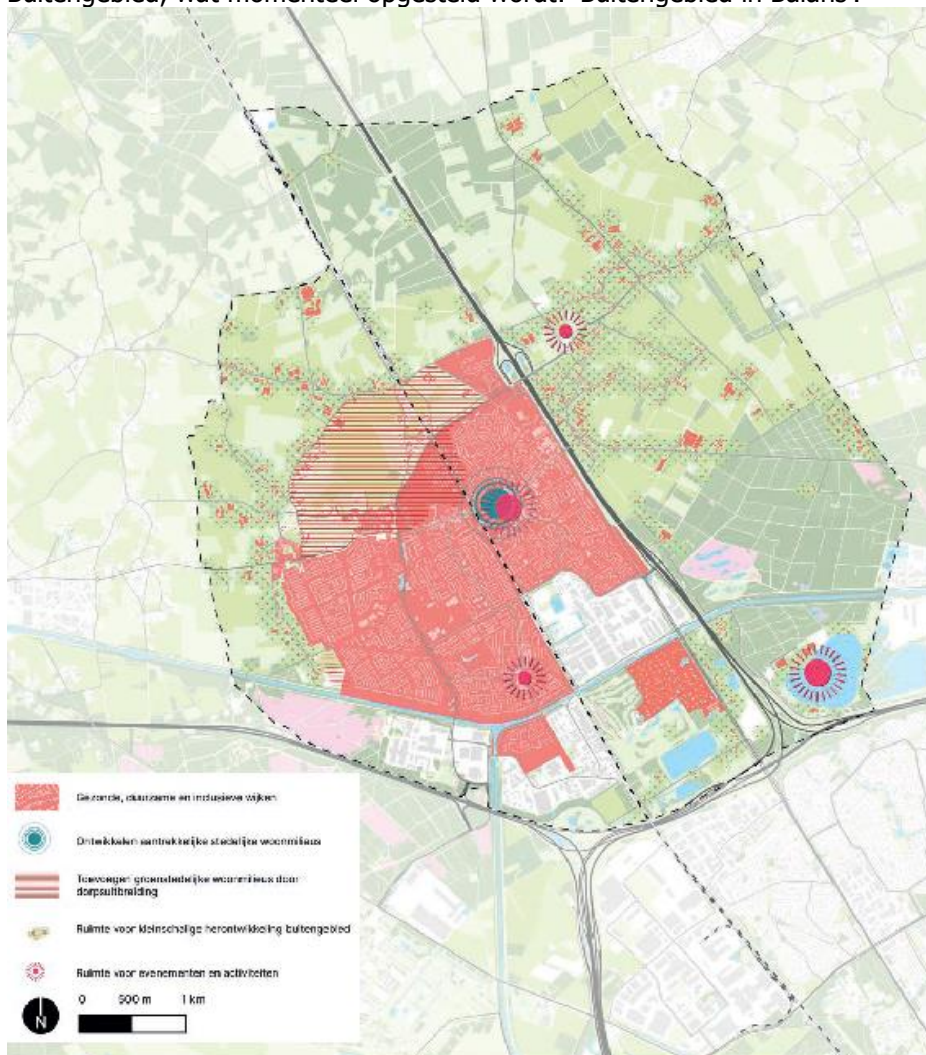 Buitengebied, wat momenteel opgesteld wordt: 'Buitengebied in Balans'.
Gezonde, duurzame en inclusieve wijken
Ontwikkelen aantrekkelijke stedelijke woonmilieus
Toevoegen groenstedelijke woonmilieus door
dorpsuitbreiding
Ruimte voor kleinschalige herontwikkeling buitengebied
Ruimte voor evenementen en activiteiten
N
0 500 m 1 km